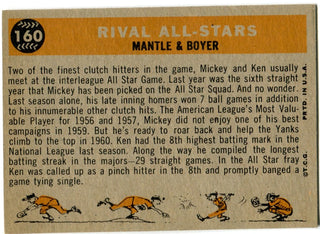 160
RIVAL ALL-STARS
MANTLE & BOYER
Two of the finest clutch hitters in the game, Mickey and Ken usually
meet at the interleague All Star Game. Last year was the sixth straight
year that Mickey has been picked on the All Star Squad. And no wonder.
Last season alone, his late inning homers won 7 ball games in addition
to his innumerable other clutch hits. The American League's Most Valu-
able Player for 1956 and 1957, Mickey did not enjoy one of his best
campaigns in 1959. But he's ready to roar back and help the Yanks
climb to the top in 1960. Ken had the 8th highest batting mark in the
National League last season. Along the way he compiled the longest
batting streak in the majors—29 straight games. In the All Star fray
Ken was called up as a pinch hitter in the 8th and promptly banged a
game tying single.
©T.C.G. PRTD. IN U.S.A.